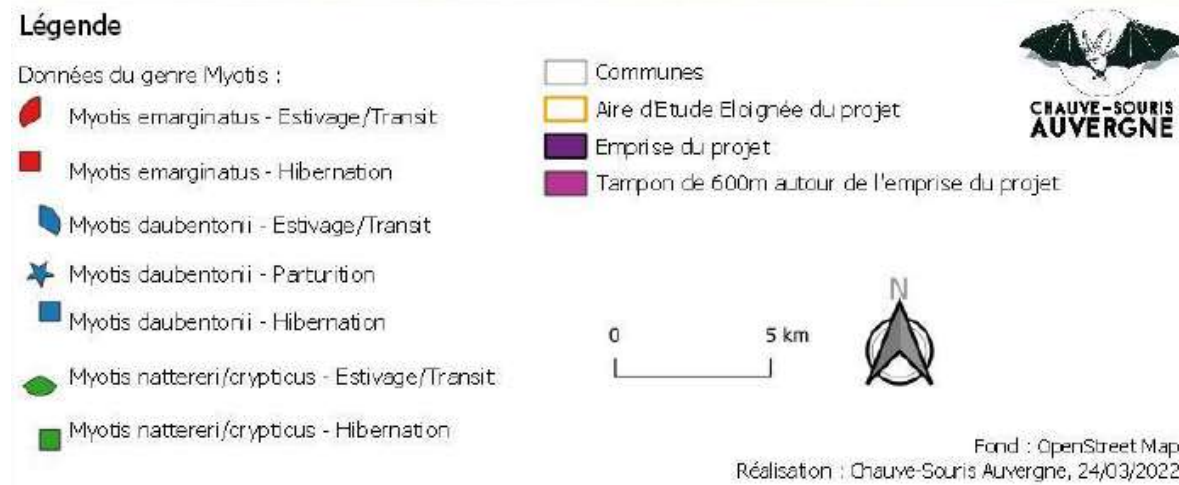 Légende
Données du genre Myotis :
Myotis emarginatus - Estivage/Transit
Myotis emarginatus - Hibernation
Myotis daubentonii - Estivage/Transit
Myotis daubentonii - Parturition
Myotis daubentonii - Hibernation
Myotis nattereri/crypticus - Estivage/Transit
Myotis nattereri/crypticus - Hibernation
Communes
Aire d'Etude Eloignée du projet
Emprise du projet
Tampon de 600m autour de l'emprise du projet
CHAUVE-SOURIS
AUVERGNE
0 5 km
N
Fond : OpenStreet Map
Réalisation : Chauve-Souris Auvergne, 24/03/2022